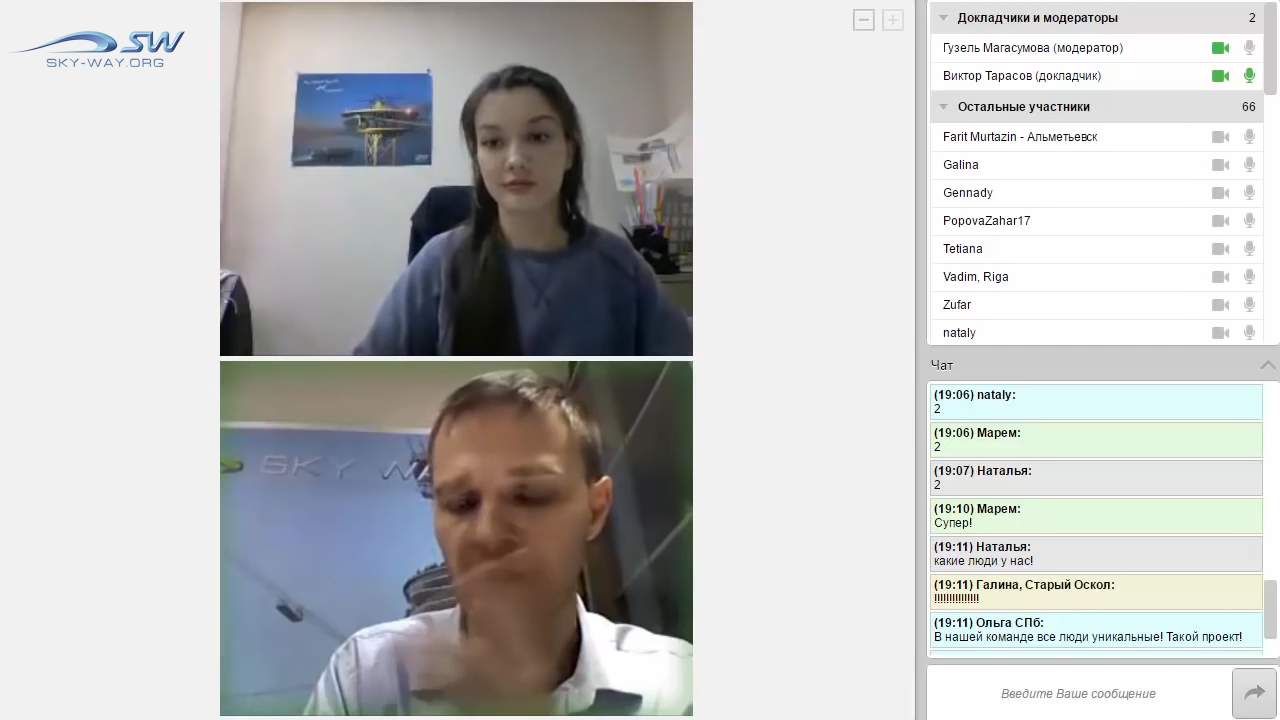 SW
SKY-WAY.ORG
SKY WA
Докладчики и модераторы 2
Гузель Магасумова (модератор)
Виктор Тарасов (докладчик)
Остальные участники 66
Farit Murtazin - Альметьевск
Galina
Gennady
PopovaZahar17
Tetiana
Vadim, Riga
Zufar
nataly
Чат
(19:06) nataly:
2
(19:06) Марем:
2
(19:07) Наталья:
2
(19:10) Марем:
Супер!
(19:11) Наталья:
какие люди у нас!
(19:11) Галина, Старый Оскол:
!!!!!!!!!!!!!!!
(19:11) Ольга СПб:
В нашей команде все люди уникальные! Такой проект!
Введите Ваше сообщение